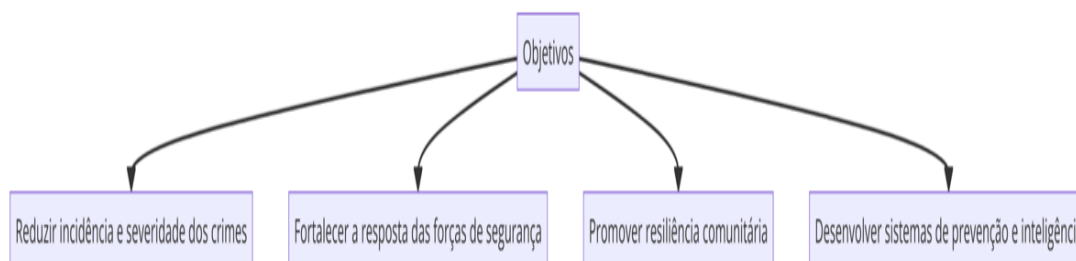 Objetivos
Reduzir incidência e severidade dos crimes
Fortalecer a resposta das forças de segurança
Promover resiliência comunitária
Desenvolver sistemas de prevenção e inteligênci